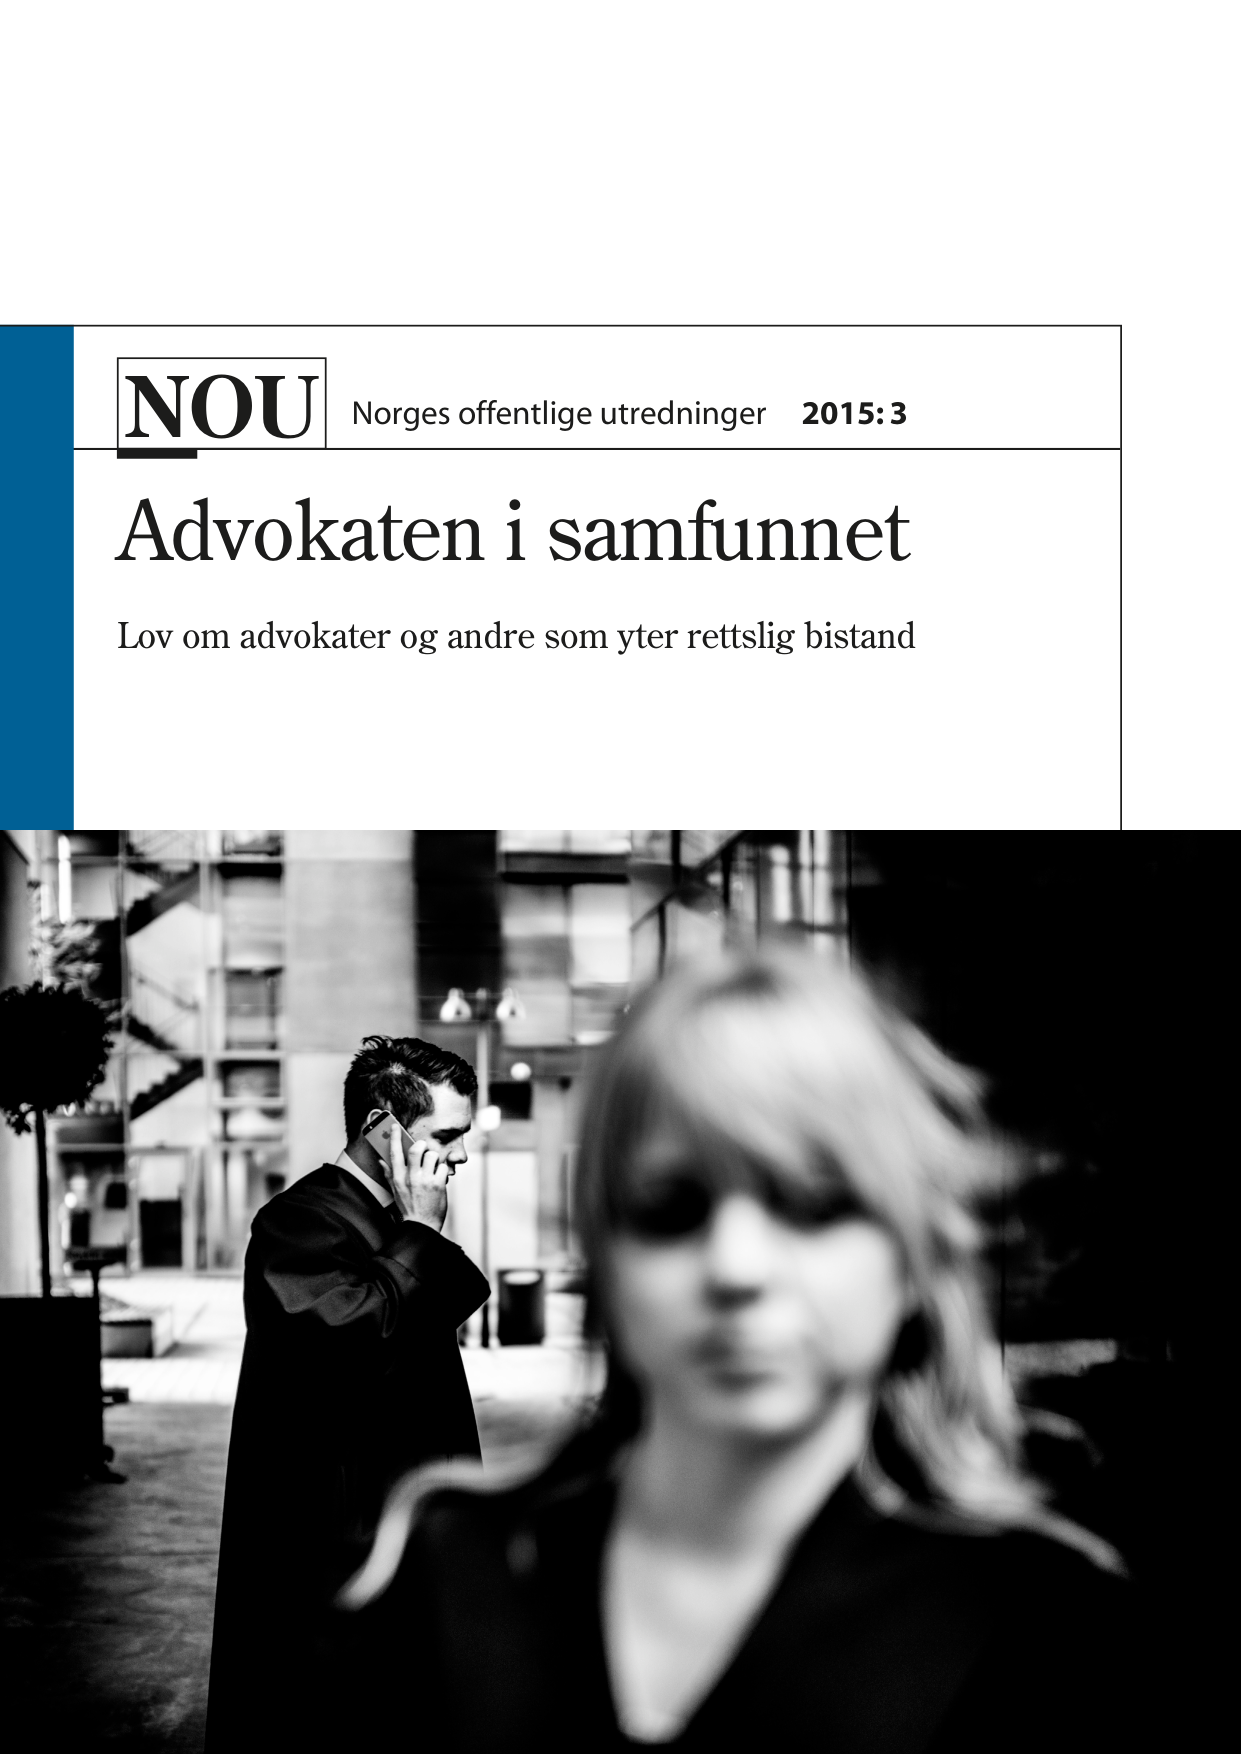 NOU Norges offentlige utredninger 2015: 3
Advokaten i samfunnet
Lov om advokater og andre som yter rettslig bistand